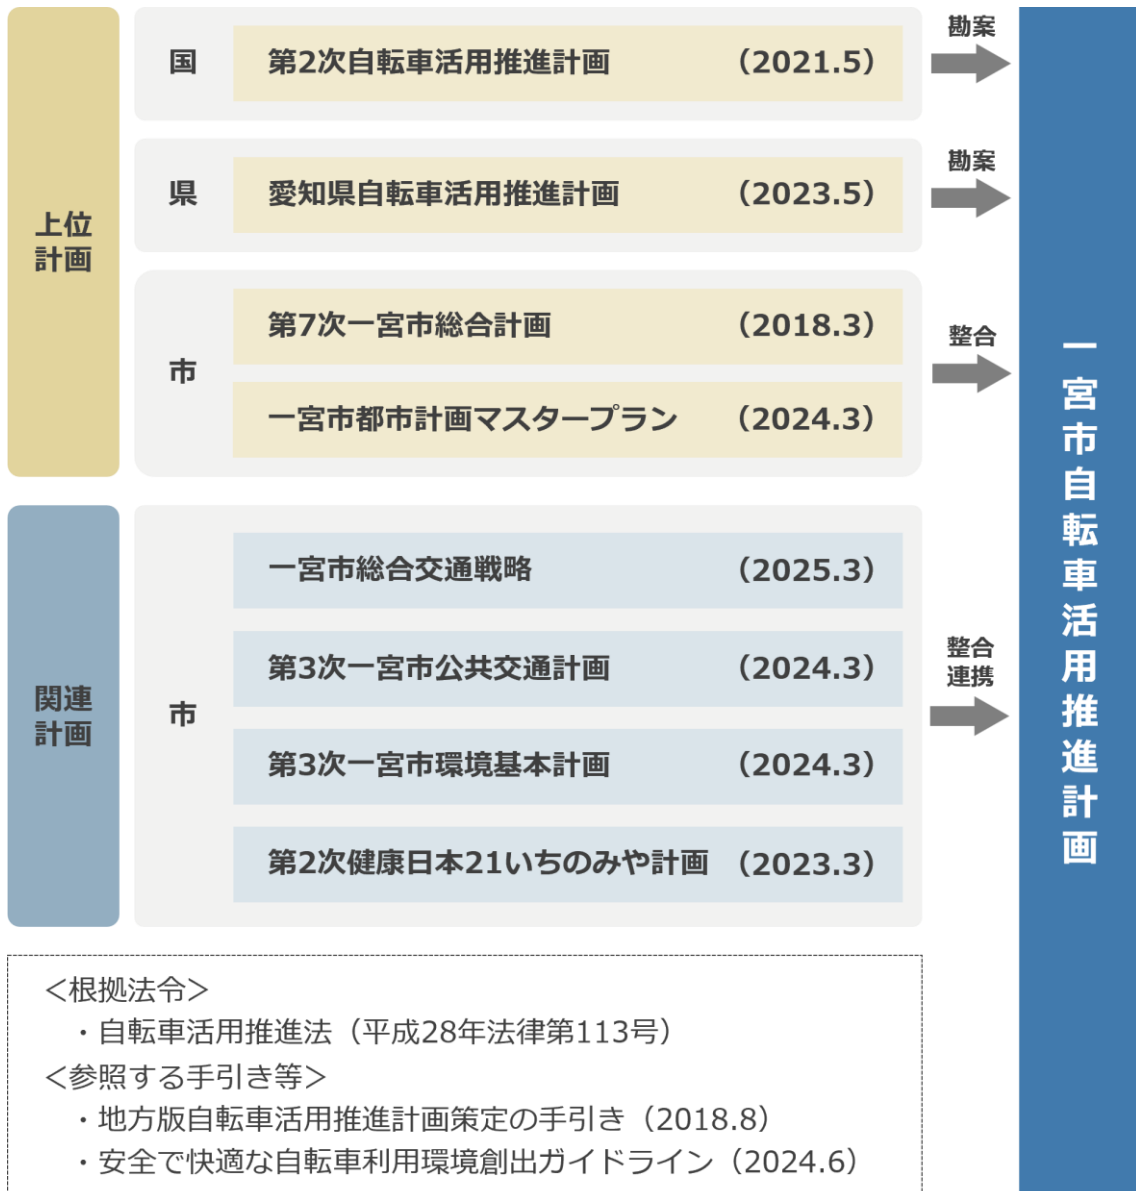 上位
計画
国
第2次自転車活用推進計画 （2021.5）
勘案
県
愛知県自転車活用推進計画 （2023.5）
勘案
市
第7次一宮市総合計画 （2018.3）
一宮市都市計画マスタープラン （2024.3）
整合
関連
計画
市
一宮市総合交通戦略 （2025.3）
第3次一宮市公共交通計画 （2024.3）
第3次一宮市環境基本計画 （2024.3）
第2次健康日本21いちのみや計画 （2023.3）
整合
連携
一宮市自転車活用推進計画
＜根拠法令＞
・自転車活用推進法（平成28年法律第113号）
＜参照する手引き等＞
・地方版自転車活用推進計画策定の手引き（2018.8）
・安全で快適な自転車利用環境創出ガイドライン（2024.6）